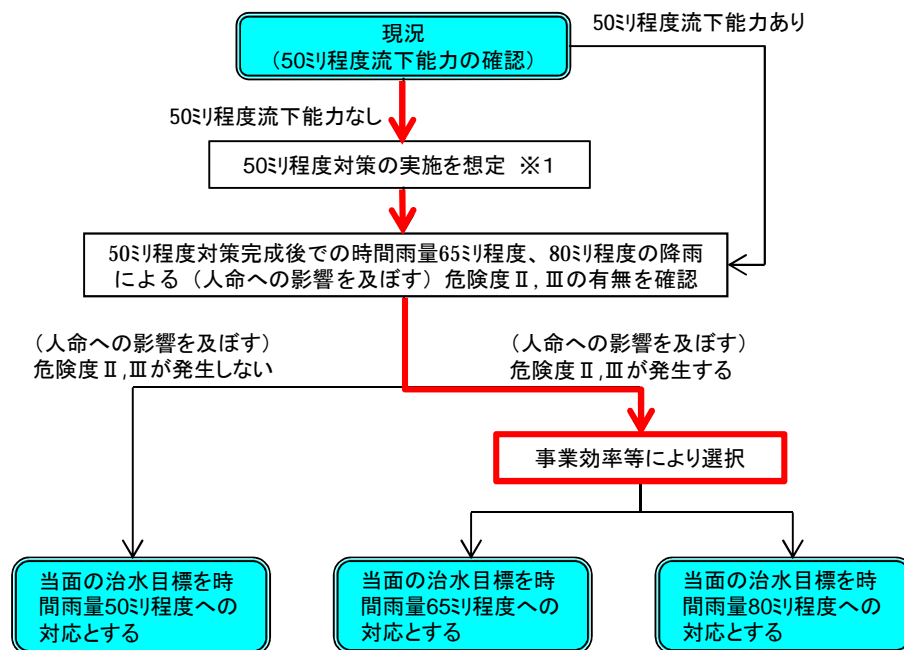 現況
（50ミリ程度流下能力の確認）
50ミリ程度流下能力あり
50ミリ程度流下能力なし
50ミリ程度対策の実施を想定 ※1
50ミリ程度対策完成後での時間雨量65ミリ程度、80ミリ程度の降雨
による（人命への影響を及ぼす）危険度Ⅱ,Ⅲの有無を確認
（人命への影響を及ぼす）
危険度Ⅱ,Ⅲが発生しない
（人命への影響を及ぼす）
危険度Ⅱ,Ⅲが発生する
事業効率等により選択
当面の治水目標を時
間雨量50ミリ程度への
対応とする
当面の治水目標を時
間雨量65ミリ程度への
対応とする
当面の治水目標を時
間雨量80ミリ程度への
対応とする